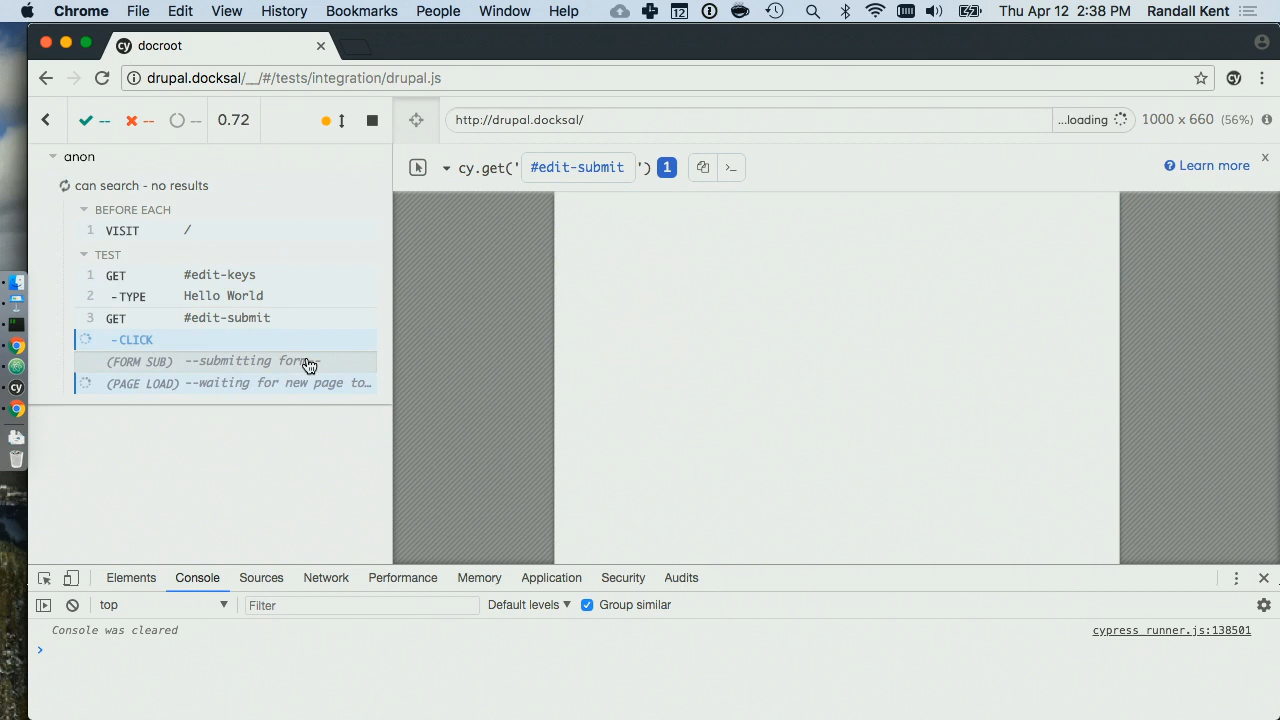 Chrome File Edit View History Bookmarks People Window Help 12 Thu Apr 12 2:38 PM Randall Kent
cy docroot
drupal.docksal/__/#/tests/integration/drupal.js cy
-- -- -- 0.72 http://drupal.docksal/ ...loading 1000 x 660 (56%)
anon
cy.get('#edit-submit') 1 >_ Learn more x
can search - no results
BEFORE EACH
1 VISIT /
TEST
1 GET #edit-keys
2 -TYPE Hello World
3 GET #edit-submit
-CLICK
(FORM SUB) --submitting form--
(PAGE LOAD) --waiting for new page to…
cy
Elements Console Sources Network Performance Memory Application Security Audits
top Filter Default levels Group similar
Console was cleared cypress_runner.js:138501
>